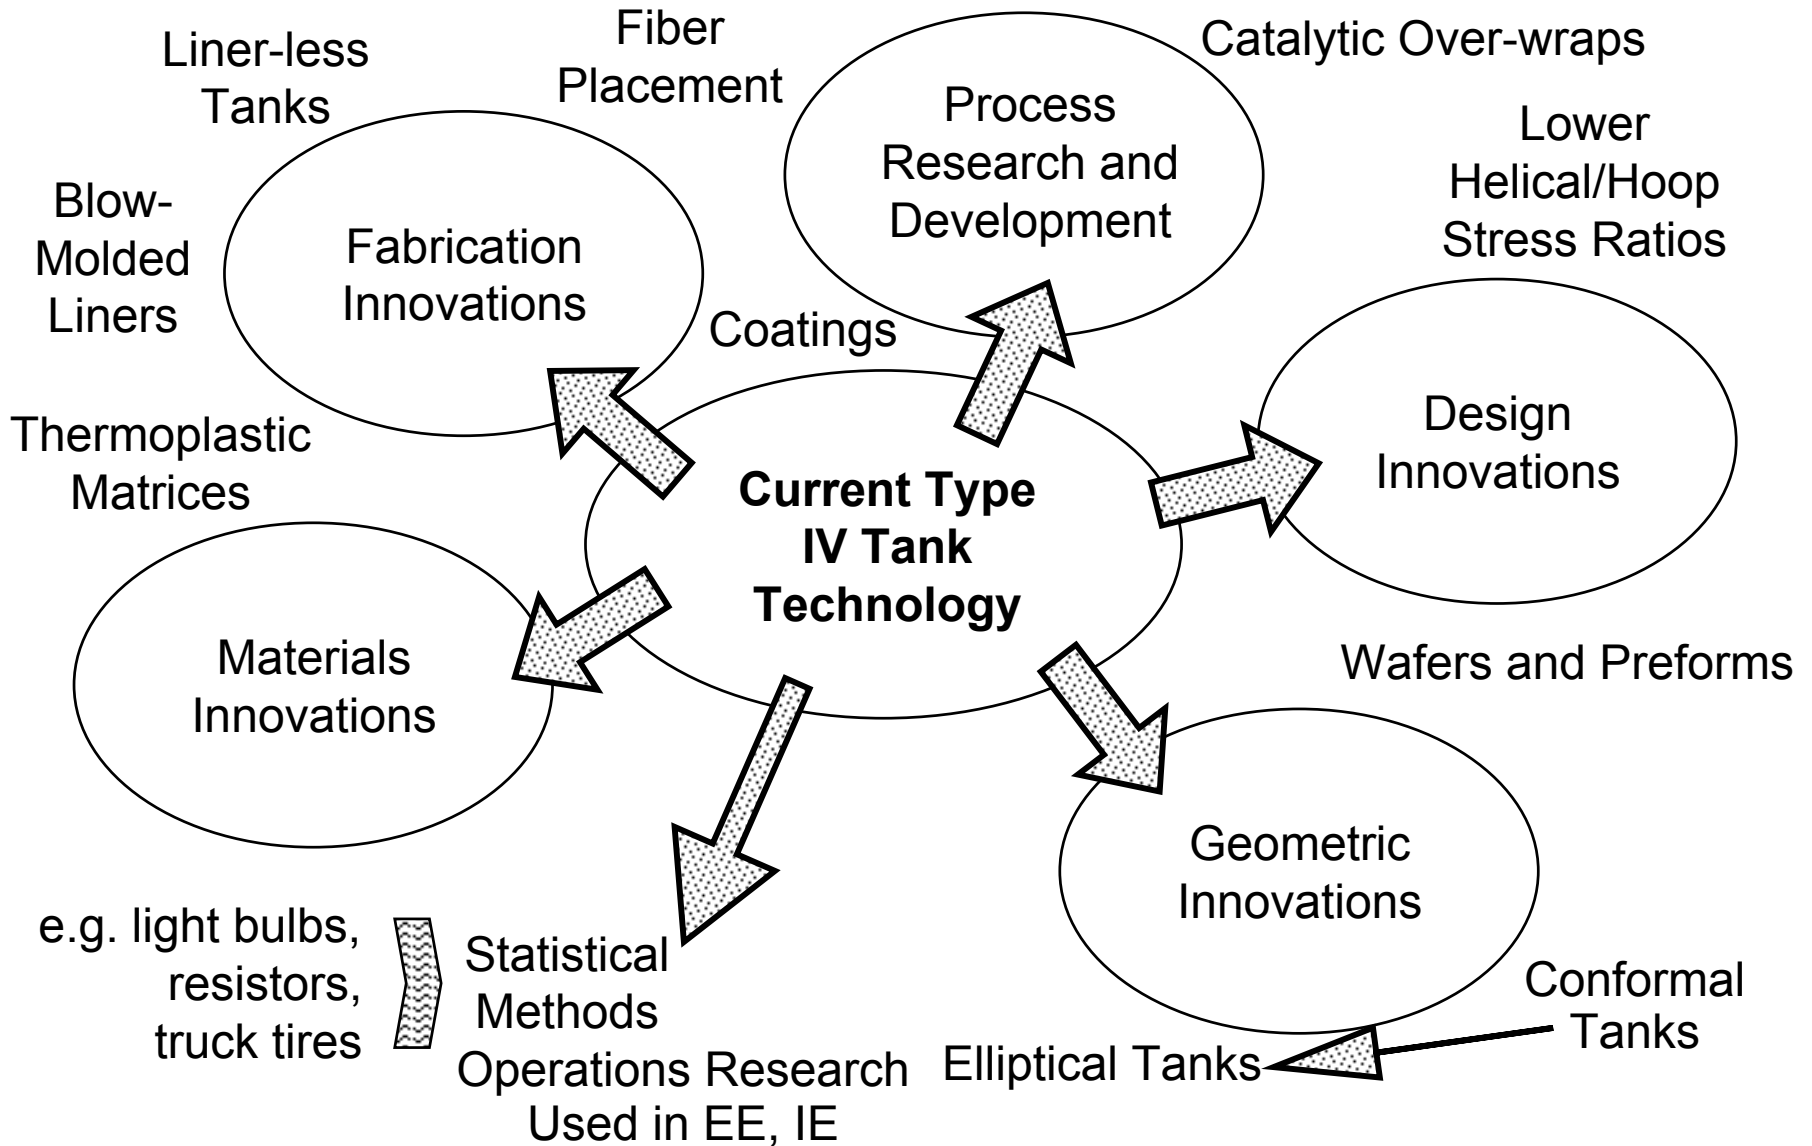 Liner-less
Tanks
Fiber
Placement
Catalytic Over-wraps
Process
Research and
Development
Lower
Helical/Hoop
Stress Ratios
Blow-
Molded
Liners
Fabrication
Innovations
Coatings
Design
Innovations
Thermoplastic
Matrices
Current Type
IV Tank
Technology
Materials
Innovations
Wafers and Preforms
Geometric
Innovations
e.g. light bulbs,
resistors,
truck tires
Statistical
Methods
Operations Research
Used in EE, IE
Elliptical Tanks
Conformal
Tanks